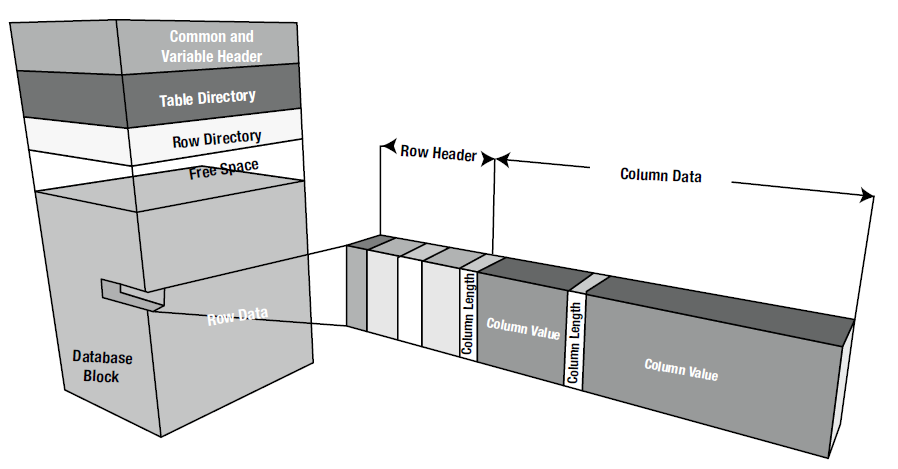 Common and
Variable Header
Table Directory
Row Directory
Free Space
Row Data
Database
Block
Row Header
Column Data
Column Length
Column Value
Column Length
Column Value